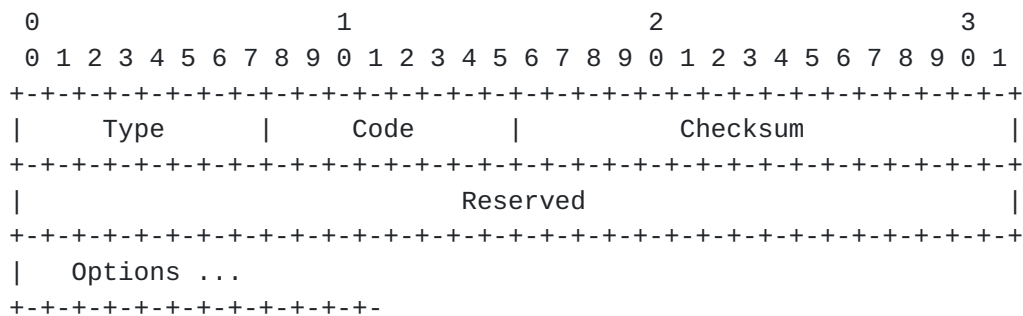 0                   1                   2                   3
 0 1 2 3 4 5 6 7 8 9 0 1 2 3 4 5 6 7 8 9 0 1 2 3 4 5 6 7 8 9 0 1
+-+-+-+-+-+-+-+-+-+-+-+-+-+-+-+-+-+-+-+-+-+-+-+-+-+-+-+-+-+-+-+-+
|     Type      |     Code      |          Checksum             |
+-+-+-+-+-+-+-+-+-+-+-+-+-+-+-+-+-+-+-+-+-+-+-+-+-+-+-+-+-+-+-+-+
|                            Reserved                           |
+-+-+-+-+-+-+-+-+-+-+-+-+-+-+-+-+-+-+-+-+-+-+-+-+-+-+-+-+-+-+-+-+
|   Options ...
+-+-+-+-+-+-+-+-+-+-+-+-